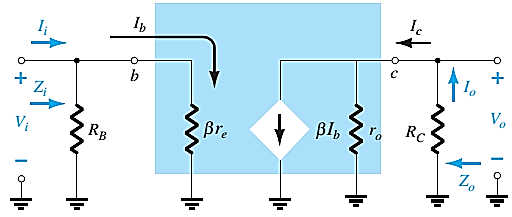 I_i
I_b
I_c
b
c
+
Z_i
V_i
−
R_B
βr_e
βI_b
r_o
R_C
I_o
+
V_o
−
Z_o